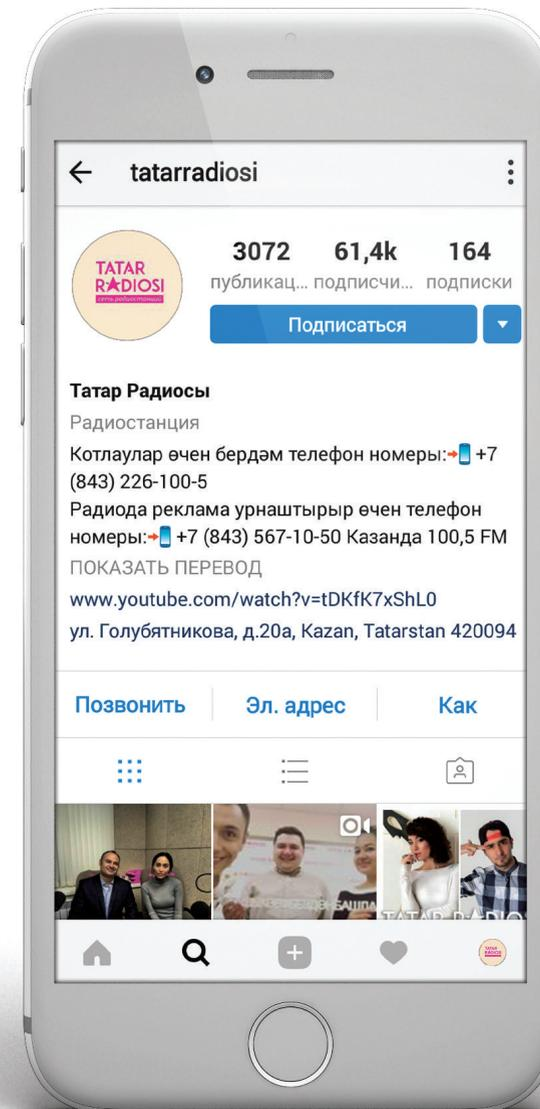 tatarradiosi
TATAR
RADIOSI
сеть радиостанций
3072 61,4k 164
публикац... подписчи... подписки
Подписаться
Татар Радиосы
Радиостанция
Котлаулар өчен бердәм телефон номеры: +7
(843) 226-100-5
Радиода реклама урнаштырыр өчен телефон
номеры: +7 (843) 567-10-50 Казанда 100,5 FM
ПОКАЗАТЬ ПЕРЕВОД
www.youtube.com/watch?v=tDKfK7xShL0
ул. Голубятникова, д.20а, Kazan, Tatarstan 420094
Позвонить Эл. адрес Как
TATAR RADIO
TATAR
RADIOSI